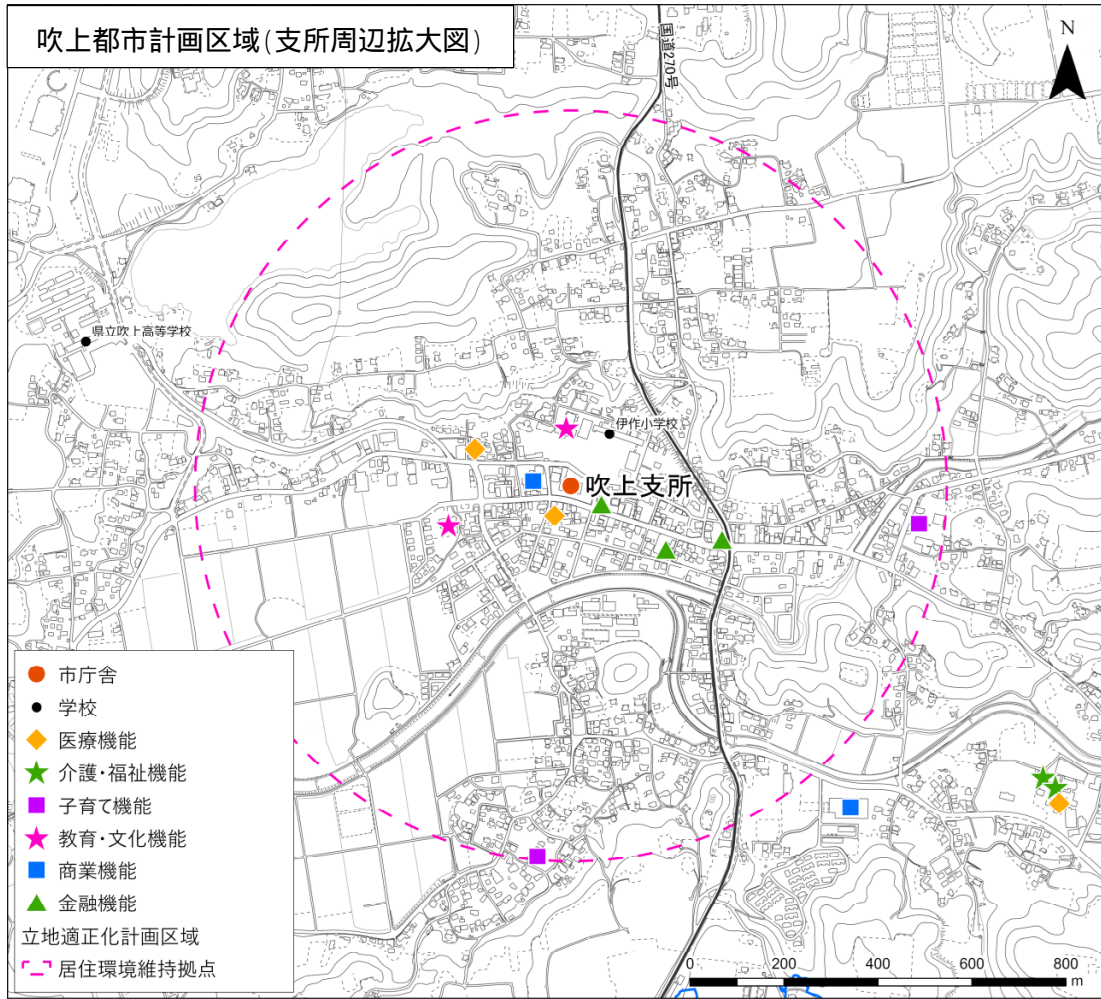 吹上都市計画区域(支所周辺拡大図)
国道270号
N
県立吹上高等学校
伊作小学校
吹上支所
市庁舎
学校
医療機能
介護・福祉機能
子育て機能
教育・文化機能
商業機能
金融機能
立地適正化計画区域
居住環境維持拠点
0 200 400 600 800
m